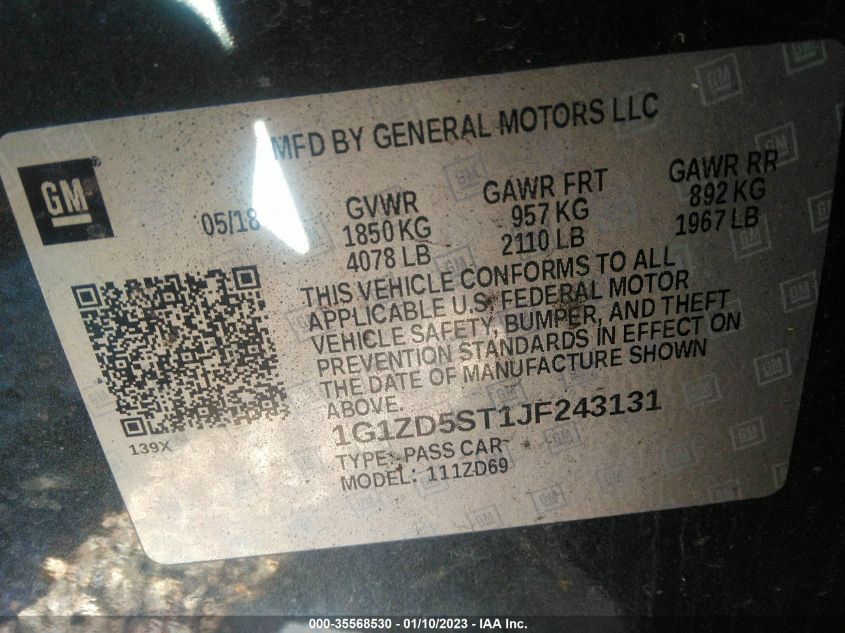 MFD BY GENERAL MOTORS LLC
GM
05/18
GVWR
1850 KG
4078 LB
GAWR FRT
957 KG
2110 LB
GAWR RR
892 KG
1967 LB
THIS VEHICLE CONFORMS TO ALL
APPLICABLE U.S. FEDERAL MOTOR
VEHICLE SAFETY, BUMPER, AND THEFT
PREVENTION STANDARDS IN EFFECT ON
THE DATE OF MANUFACTURE SHOWN
ABOVE.
139X
1G1ZD5ST1JF243131
TYPE: PASS CAR
MODEL: 111ZD69
000-35568530 - 01/10/2023 - IAA Inc.